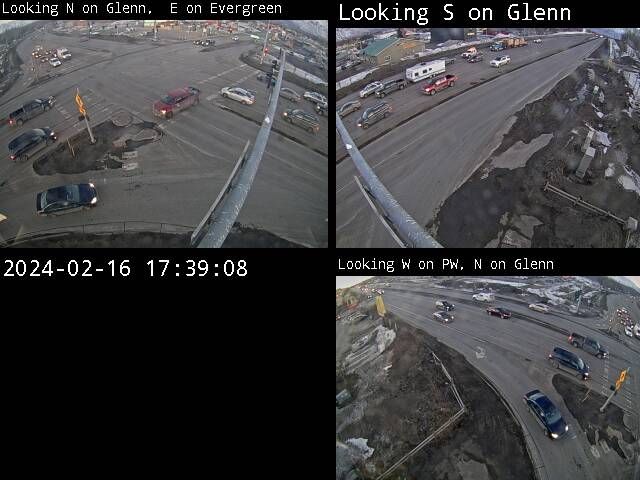 Looking N on Glenn,  E on Evergreen
Looking S on Glenn
2024-02-16 17:39:08
Looking W on PW, N on Glenn